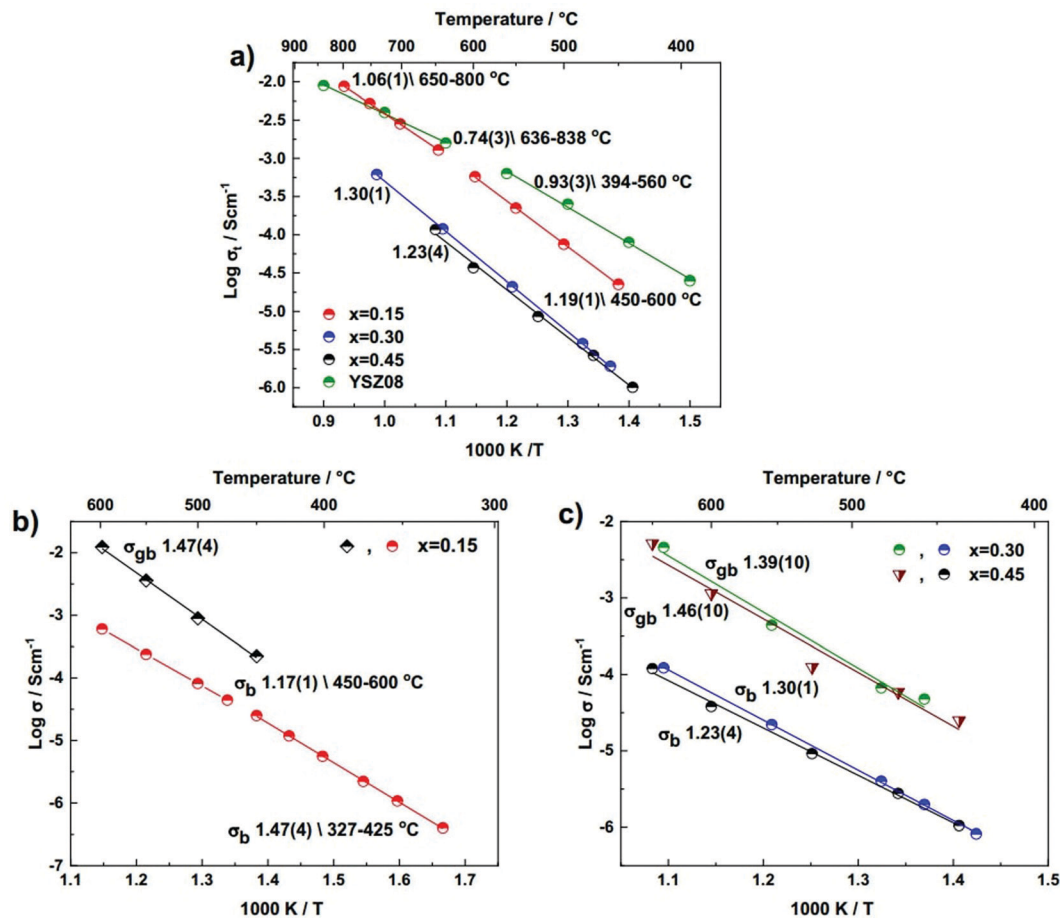 Temperature / °C
900 800 700 600 500 400
a)
1.06(1)\ 650-800 °C
0.74(3)\ 636-838 °C
0.93(3)\ 394-560 °C
1.30(1)
1.23(4)
1.19(1)\ 450-600 °C
x=0.15
x=0.30
x=0.45
YSZ08
Log σt / Scm-1
-2.0
-2.5
-3.0
-3.5
-4.0
-4.5
-5.0
-5.5
-6.0
0.9 1.0 1.1 1.2 1.3 1.4 1.5
1000 K /T
Temperature / °C
600 500 400 300
b)
σgb 1.47(4)
, x=0.15
σb 1.17(1) \ 450-600 °C
σb 1.47(4) \ 327-425 °C
Log σ / Scm-1
-2
-3
-4
-5
-6
-7
1.1 1.2 1.3 1.4 1.5 1.6 1.7
1000 K / T
Temperature / °C
600 500 400
c)
σgb 1.39(10)
, x=0.30
, x=0.45
σgb 1.46(10)
σb 1.30(1)
σb 1.23(4)
Log σ / Scm-1
-2
-3
-4
-5
-6
1.1 1.2 1.3 1.4 1.5
1000 K / T